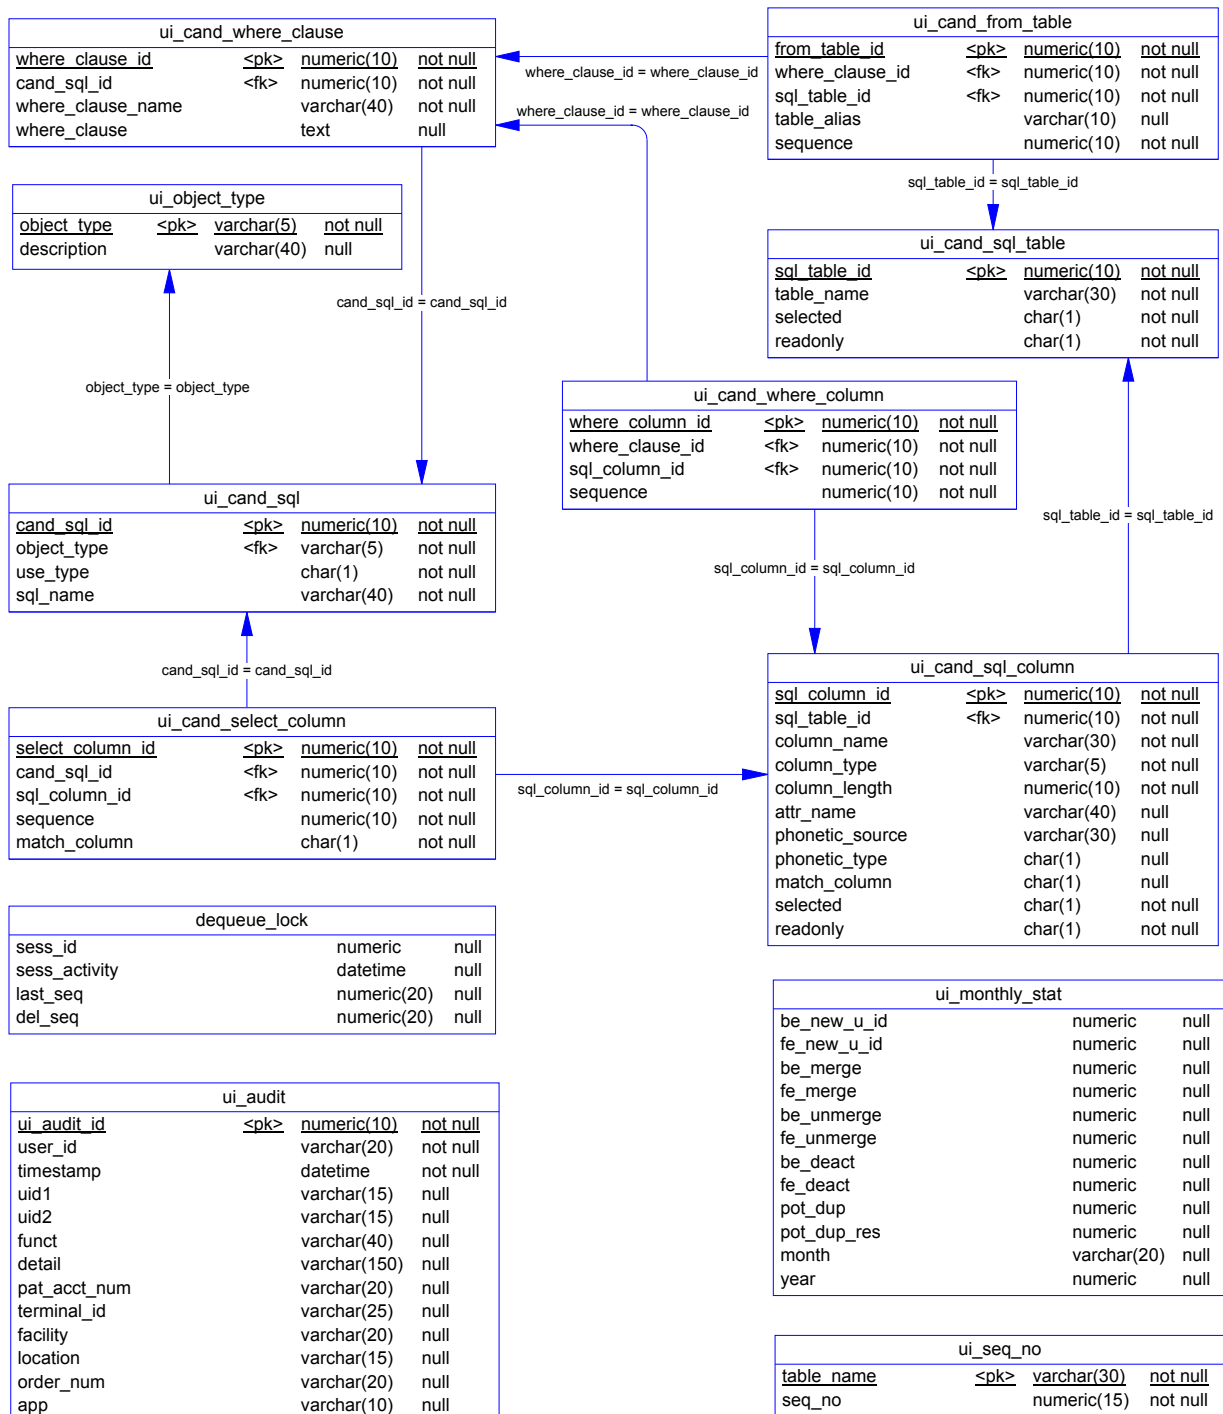 ui_cand_where_clause
where_clause_id <pk> numeric(10) not null
cand_sql_id <fk> numeric(10) not null
where_clause_name varchar(40) not null
where_clause text null
ui_cand_from_table
from_table_id <pk> numeric(10) not null
where_clause_id <fk> numeric(10) not null
sql_table_id <fk> numeric(10) not null
table_alias varchar(10) null
sequence numeric(10) not null
where_clause_id = where_clause_id
where_clause_id = where_clause_id
sql_table_id = sql_table_id
ui_object_type
object_type <pk> varchar(5) not null
description varchar(40) null
ui_cand_sql_table
sql_table_id <pk> numeric(10) not null
table_name varchar(30) not null
selected char(1) not null
readonly char(1) not null
cand_sql_id = cand_sql_id
object_type = object_type
ui_cand_where_column
where_column_id <pk> numeric(10) not null
where_clause_id <fk> numeric(10) not null
sql_column_id <fk> numeric(10) not null
sequence numeric(10) not null
ui_cand_sql
cand_sql_id <pk> numeric(10) not null
object_type <fk> varchar(5) not null
use_type char(1) not null
sql_name varchar(40) not null
sql_table_id = sql_table_id
sql_column_id = sql_column_id
cand_sql_id = cand_sql_id
ui_cand_select_column
select_column_id <pk> numeric(10) not null
cand_sql_id <fk> numeric(10) not null
sql_column_id <fk> numeric(10) not null
sequence numeric(10) not null
match_column char(1) not null
sql_column_id = sql_column_id
ui_cand_sql_column
sql_column_id <pk> numeric(10) not null
sql_table_id <fk> numeric(10) not null
column_name varchar(30) not null
column_type varchar(5) not null
column_length numeric(10) not null
attr_name varchar(40) null
phonetic_source varchar(30) null
phonetic_type char(1) null
match_column char(1) null
selected char(1) not null
readonly char(1) not null
dequeue_lock
sess_id numeric null
sess_activity datetime null
last_seq numeric(20) null
del_seq numeric(20) null
ui_monthly_stat
be_new_u_id numeric null
fe_new_u_id numeric null
be_merge numeric null
fe_merge numeric null
be_unmerge numeric null
fe_unmerge numeric null
be_deact numeric null
fe_deact numeric null
pot_dup numeric null
pot_dup_res numeric null
month varchar(20) null
year numeric null
ui_audit
ui_audit_id <pk> numeric(10) not null
user_id varchar(20) not null
timestamp datetime not null
uid1 varchar(15) null
uid2 varchar(15) null
funct varchar(40) null
detail varchar(150) null
pat_acct_num varchar(20) null
terminal_id varchar(25) null
facility varchar(20) null
location varchar(15) null
order_num varchar(20) null
app varchar(10) null
ui_seq_no
table_name <pk> varchar(30) not null
seq_no numeric(15) not null